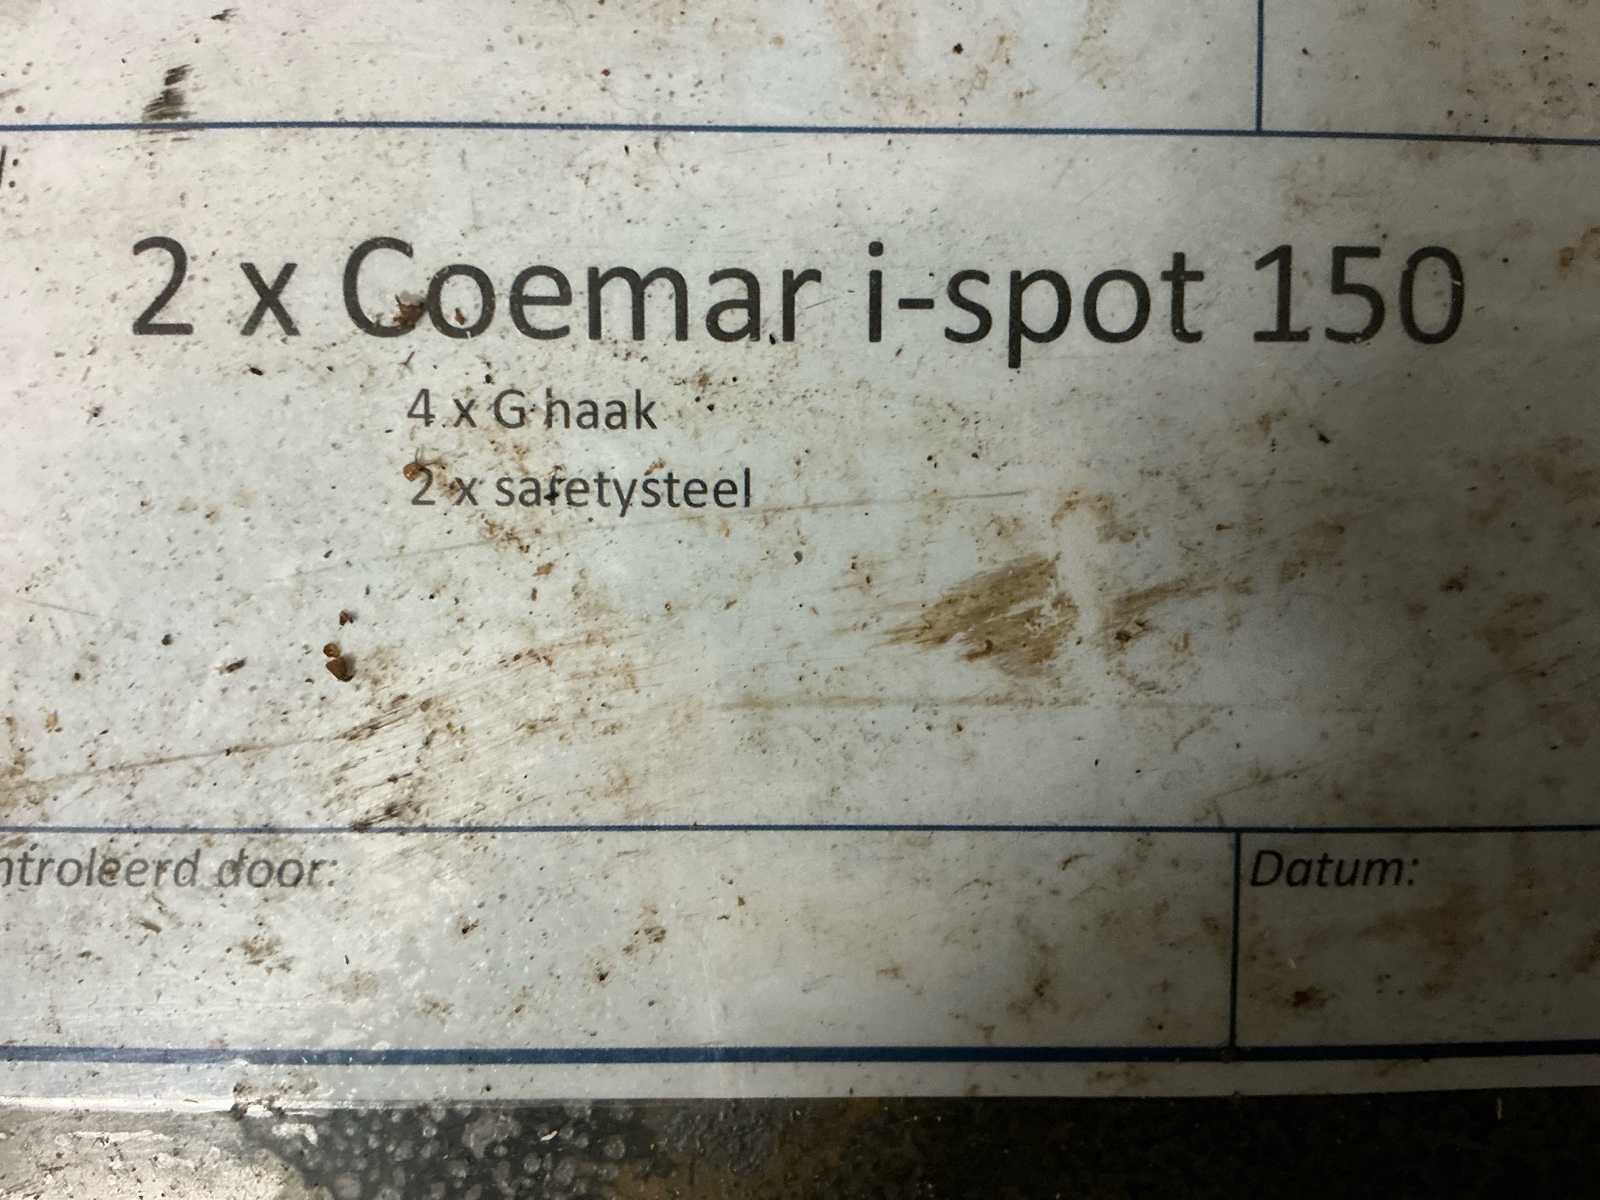 2 x Coemar i-spot 150
4 x G haak
2 x safetysteel
ntroleerd door:
Datum: